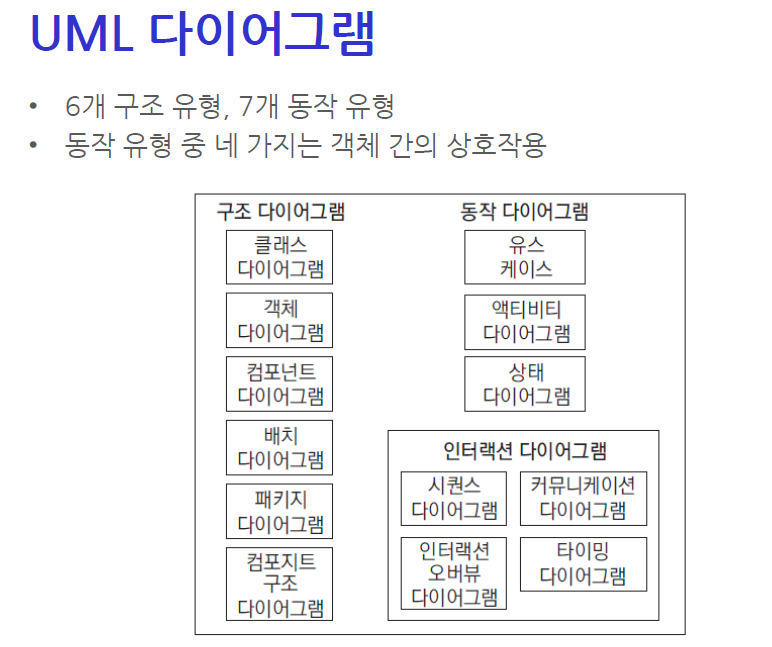 UML 다이어그램
• 6개 구조 유형, 7개 동작 유형
• 동작 유형 중 네 가지는 객체 간의 상호작용
구조 다이어그램
클래스
다이어그램
객체
다이어그램
컴포넌트
다이어그램
배치
다이어그램
패키지
다이어그램
컴포지트
구조
다이어그램
동작 다이어그램
유스
케이스
액티비티
다이어그램
상태
다이어그램
인터랙션 다이어그램
시퀀스
다이어그램
커뮤니케이션
다이어그램
인터랙션
오버뷰
다이어그램
타이밍
다이어그램